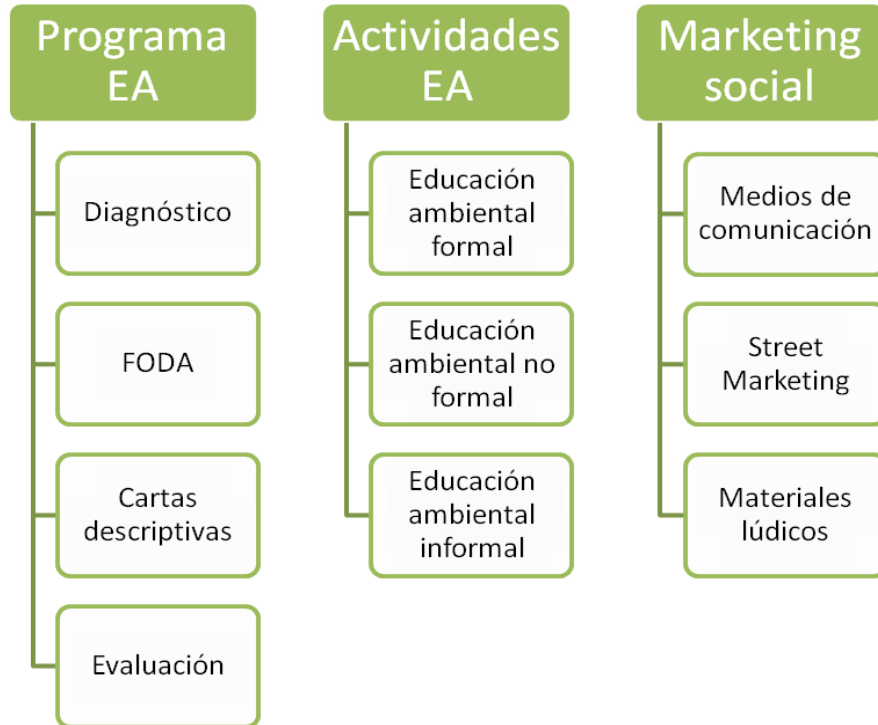 Programa
EA
Diagnóstico
FODA
Cartas
descriptivas
Evaluación
Actividades
EA
Educación
ambiental
formal
Educación
ambiental no
formal
Educación
ambiental
informal
Marketing
social
Medios de
comunicación
Street
Marketing
Materiales
lúdicos